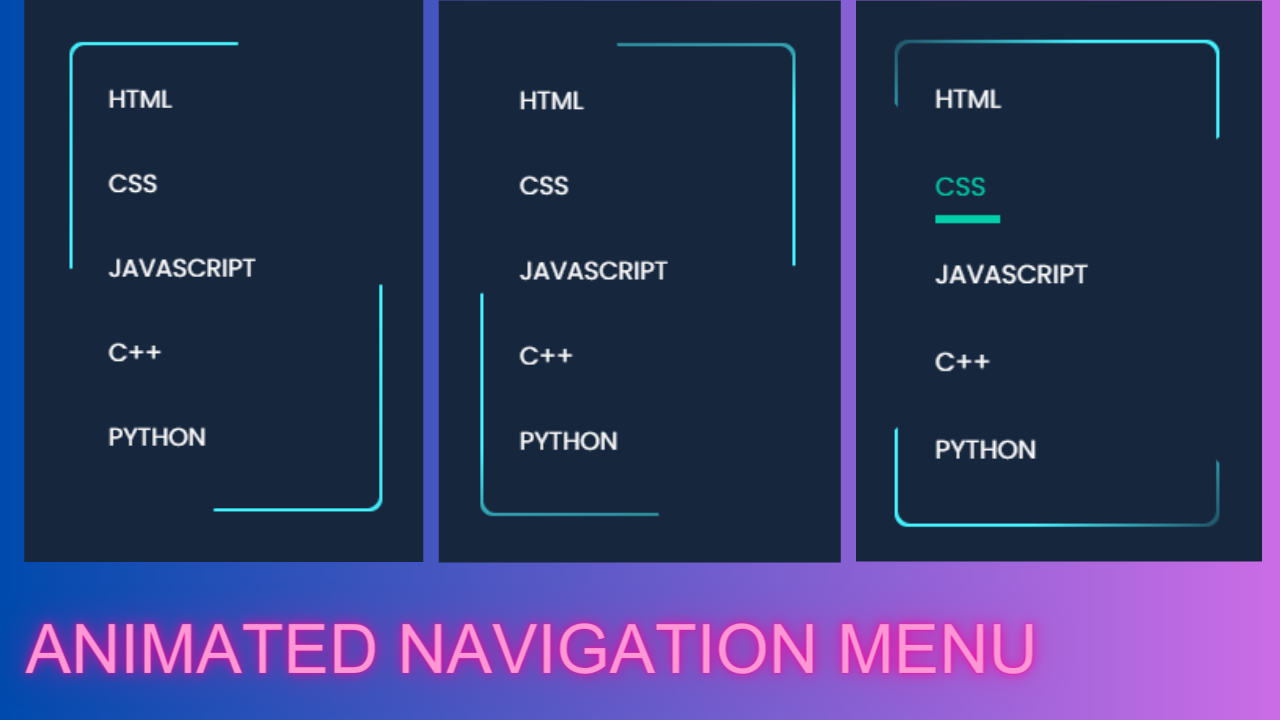 HTML
CSS
JAVASCRIPT
C++
PYTHON
HTML
CSS
JAVASCRIPT
C++
PYTHON
HTML
CSS
JAVASCRIPT
C++
PYTHON
ANIMATED NAVIGATION MENU